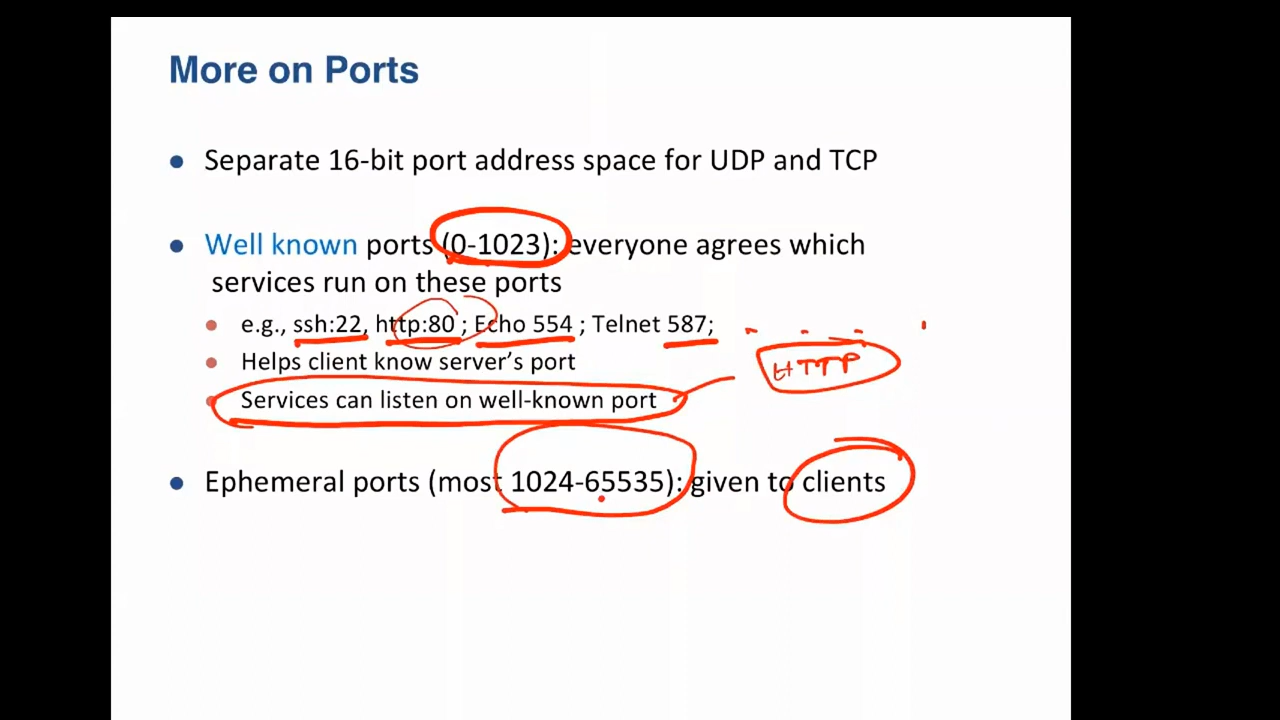 More on Ports
Separate 16-bit port address space for UDP and TCP
Well known ports (0-1023): everyone agrees which
services run on these ports
e.g., ssh:22, http:80 ; Echo 554 ; Telnet 587;
Helps client know server's port
HTTP
Services can listen on well-known port
Ephemeral ports (most 1024-65535): given to clients